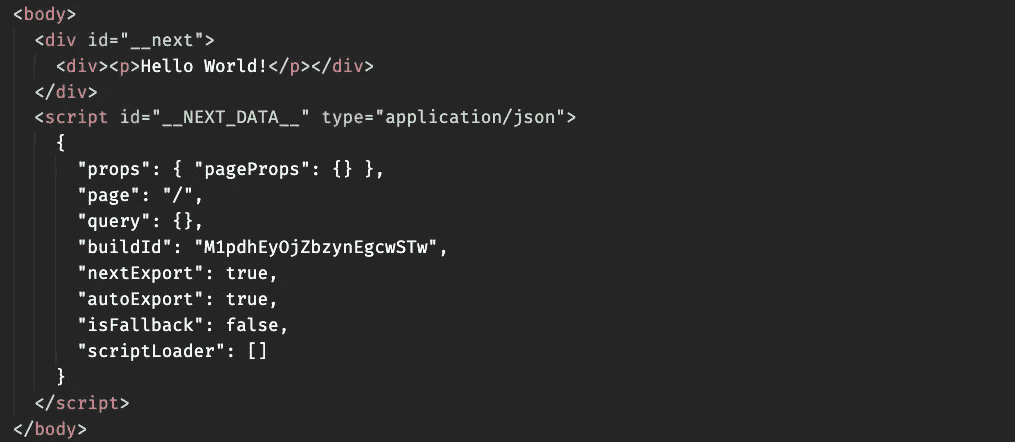 <body>
<div id="__next">
<div><p>Hello World!</p></div>
</div>
<script id="__NEXT_DATA__" type="application/json">
{
"props": { "pageProps": {} },
"page": "/",
"query": {},
"buildId": "M1pdhEyOjZbzynEgcwSTw",
"nextExport": true,
"autoExport": true,
"isFallback": false,
"scriptLoader": []
}
</script>
</body>